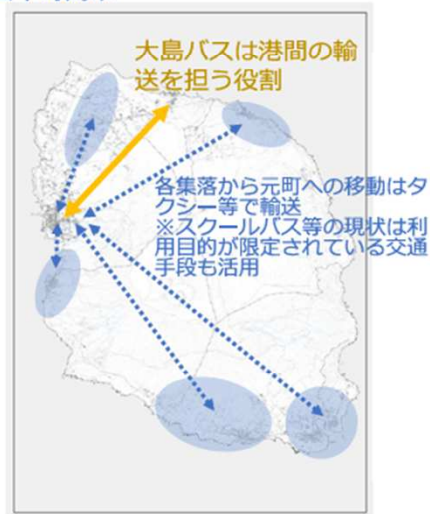 大島バスは港間の輸
送を担う役割
各集落から元町への移動はタ
クシー等で輸送
※スクールバス等の現状は利
用目的が限定されている交通
手段も活用